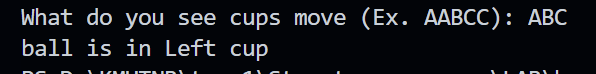 What do you see cups move (Ex. AABCC): ABC
ball is in Left cup